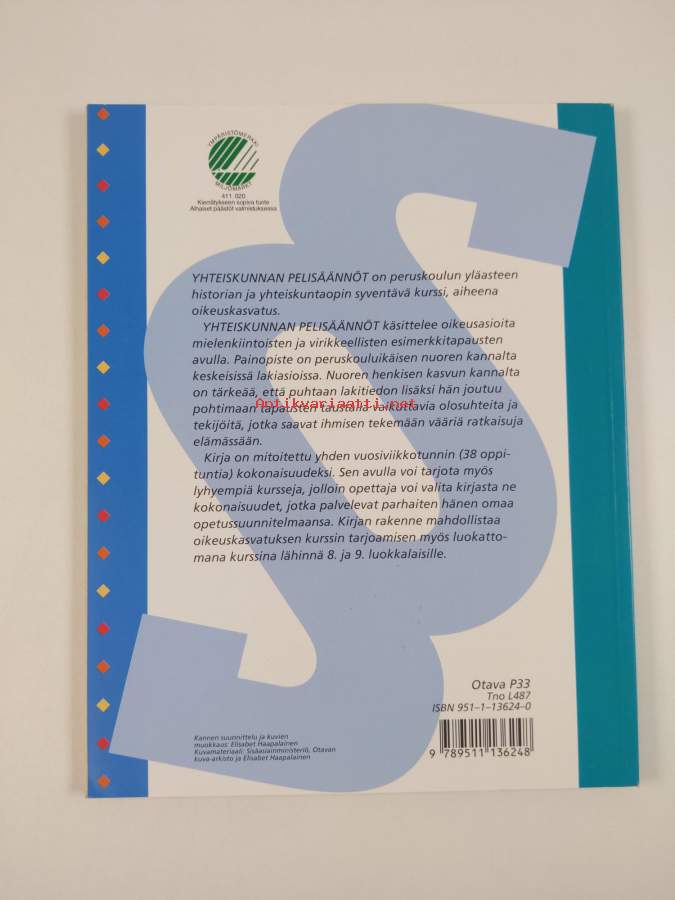 YMPÄRISTÖMERKKI
MILJÖMÄRKT
411 020
Kierrätykseen sopiva tuote
Alhaiset päästöt valmistuksessa
YHTEISKUNNAN PELISÄÄNNÖT on peruskoulun yläasteen
historian ja yhteiskuntaopin syventävä kurssi, aiheena
oikeuskasvatus.
YHTEISKUNNAN PELISÄÄNNÖT käsittelee oikeusasioita
mielenkiintoisten ja virikkeellisten esimerkkitapausten
avulla. Painopiste on peruskouluikäisen nuoren kannalta
keskeisissä lakiasioissa. Nuoren henkisen kasvun kannalta
on tärkeää, että puhtaan lakitiedon lisäksi hän joutuu
Antikvariaatti.net
pohtimaan tapausten taustalla vaikuttavia olosuhteita ja
tekijöitä, jotka saavat ihmisen tekemään vääriä ratkaisuja
elämässään.
Kirja on mitoitettu yhden vuosiviikkotunnin (38 oppi-
tuntia) kokonaisuudeksi. Sen avulla voi tarjota myös
lyhyempiä kursseja, jolloin opettaja voi valita kirjasta ne
kokonaisuudet, jotka palvelevat parhaiten hänen omaa
opetussuunnitelmaansa. Kirjan rakenne mahdollistaa
oikeuskasvatuksen kurssin tarjoamisen myös luokatto-
mana kurssina lähinnä 8. ja 9. luokkalaisille.
Otava P33
Tno L487
ISBN 951-1-13624-0
9 789511 136248
Kannen suunnittelu ja kuvien
muokkaus: Elisabet Haapalainen
Kuvamateriaali: Sisäasiainministeriö, Otavan
kuva-arkisto ja Elisabet Haapalainen